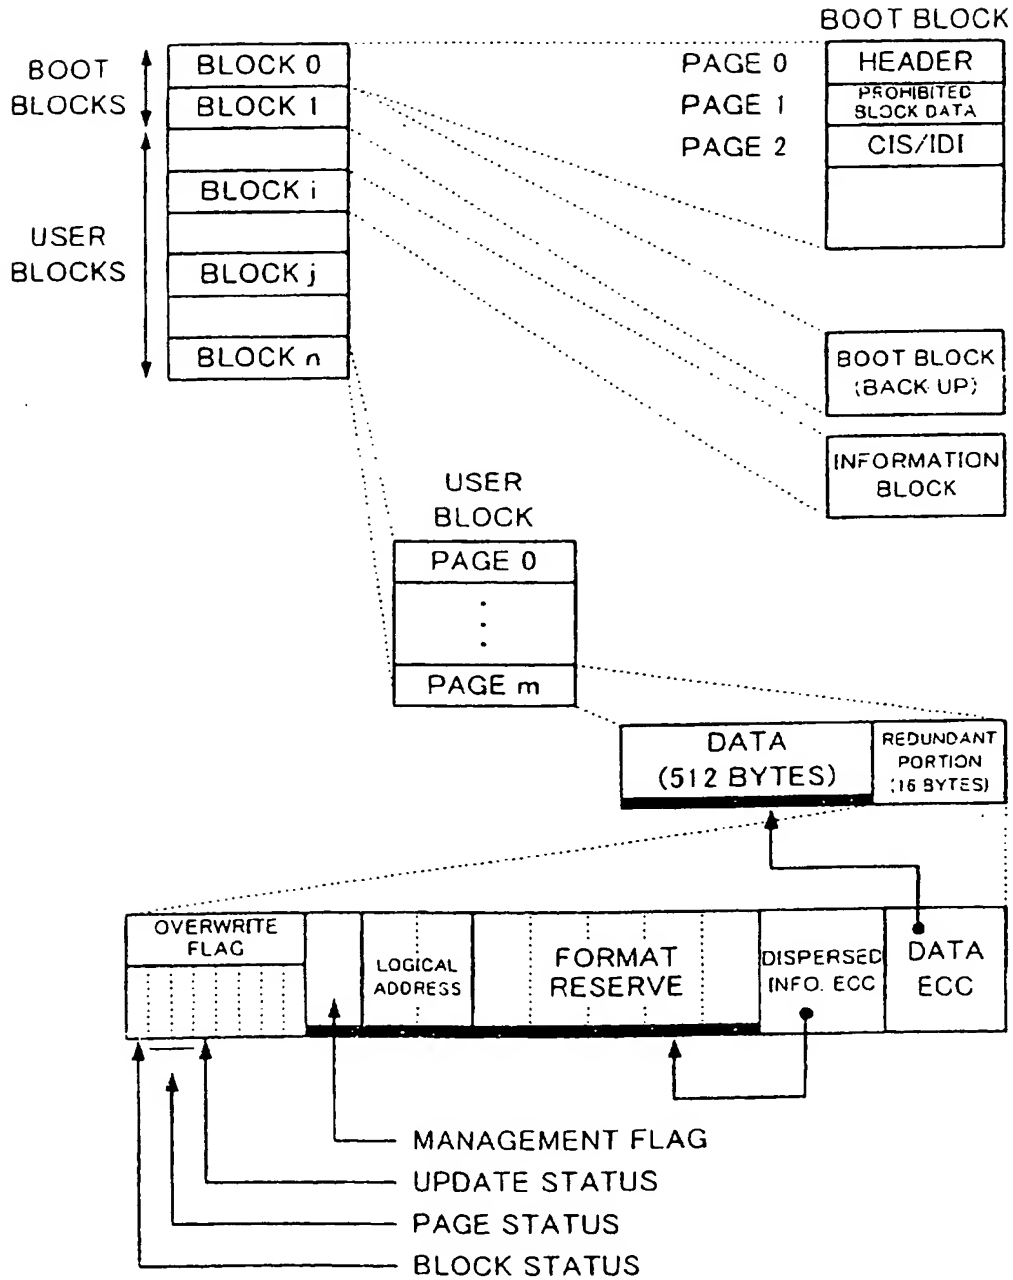 BOOT BLOCK
BOOT
BLOCKS
BLOCK 0
BLOCK 1
BLOCK i
BLOCK j
BLOCK n
USER
BLOCKS
PAGE 0
PAGE 1
PAGE 2
HEADER
PROHIBITED
BLOCK DATA
CIS/IDI
BOOT BLOCK
(BACK-UP)
INFORMATION
BLOCK
USER
BLOCK
PAGE 0
PAGE m
DATA
(512 BYTES)
REDUNDANT
PORTION
(16 BYTES)
OVERWRITE
FLAG
LOGICAL
ADDRESS
FORMAT
RESERVE
DISPERSED
INFO. ECC
DATA
ECC
MANAGEMENT FLAG
UPDATE STATUS
PAGE STATUS
BLOCK STATUS